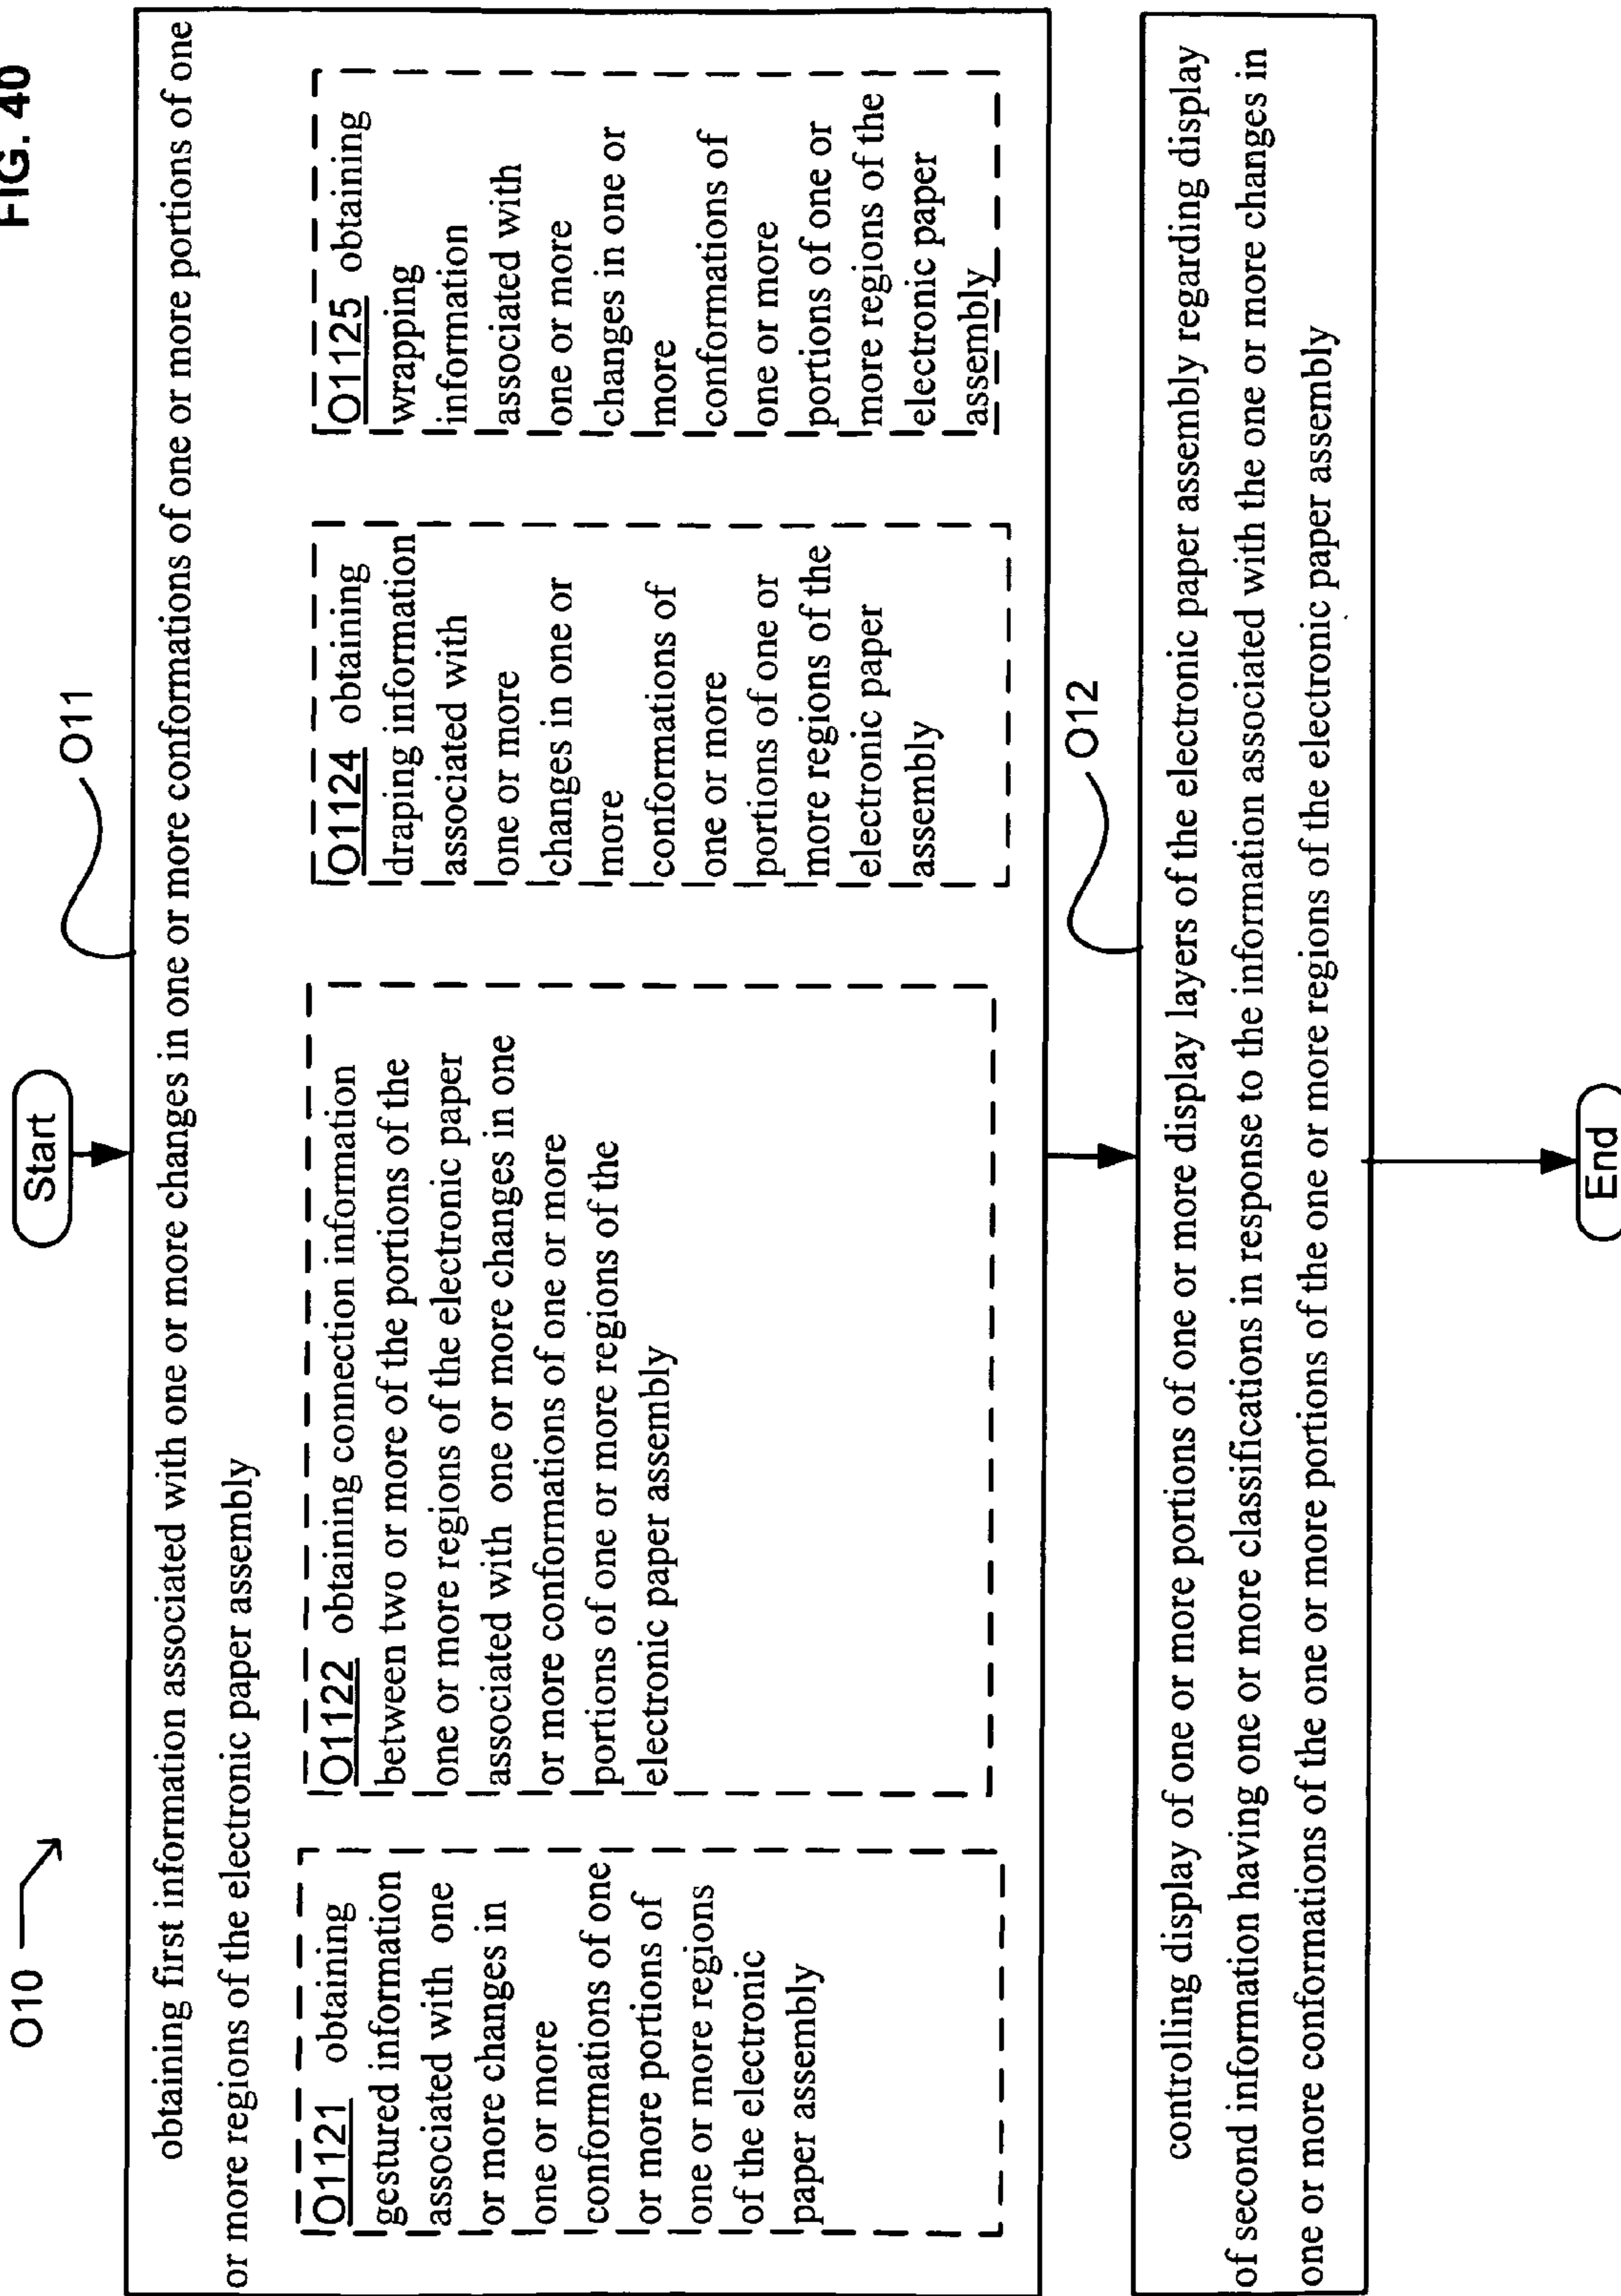 FIG. 40
O10
Start
O11
obtaining first information associated with one or more changes in one or more conformations of one or more portions of one
or more regions of the electronic paper assembly
O1121 obtaining
gestured information
associated with one
or more changes in
one or more
conformations of one
or more portions of
one or more regions
of the electronic
paper assembly
O1122 obtaining connection information
between two or more of the portions of the
one or more regions of the electronic paper
associated with one or more changes in one
or more conformations of one or more
portions of one or more regions of the
electronic paper assembly
O1124 obtaining
draping information
associated with
one or more
changes in one or
more
conformations of
one or more
portions of one or
more regions of the
electronic paper
assembly
O1125 obtaining
wrapping
information
associated with
one or more
changes in one or
more
conformations of
one or more
portions of one or
more regions of the
electronic paper
assembly
O12
controlling display of one or more portions of one or more display layers of the electronic paper assembly regarding display
of second information having one or more classifications in response to the information associated with the one or more changes in
one or more conformations of the one or more portions of the one or more regions of the electronic paper assembly
End